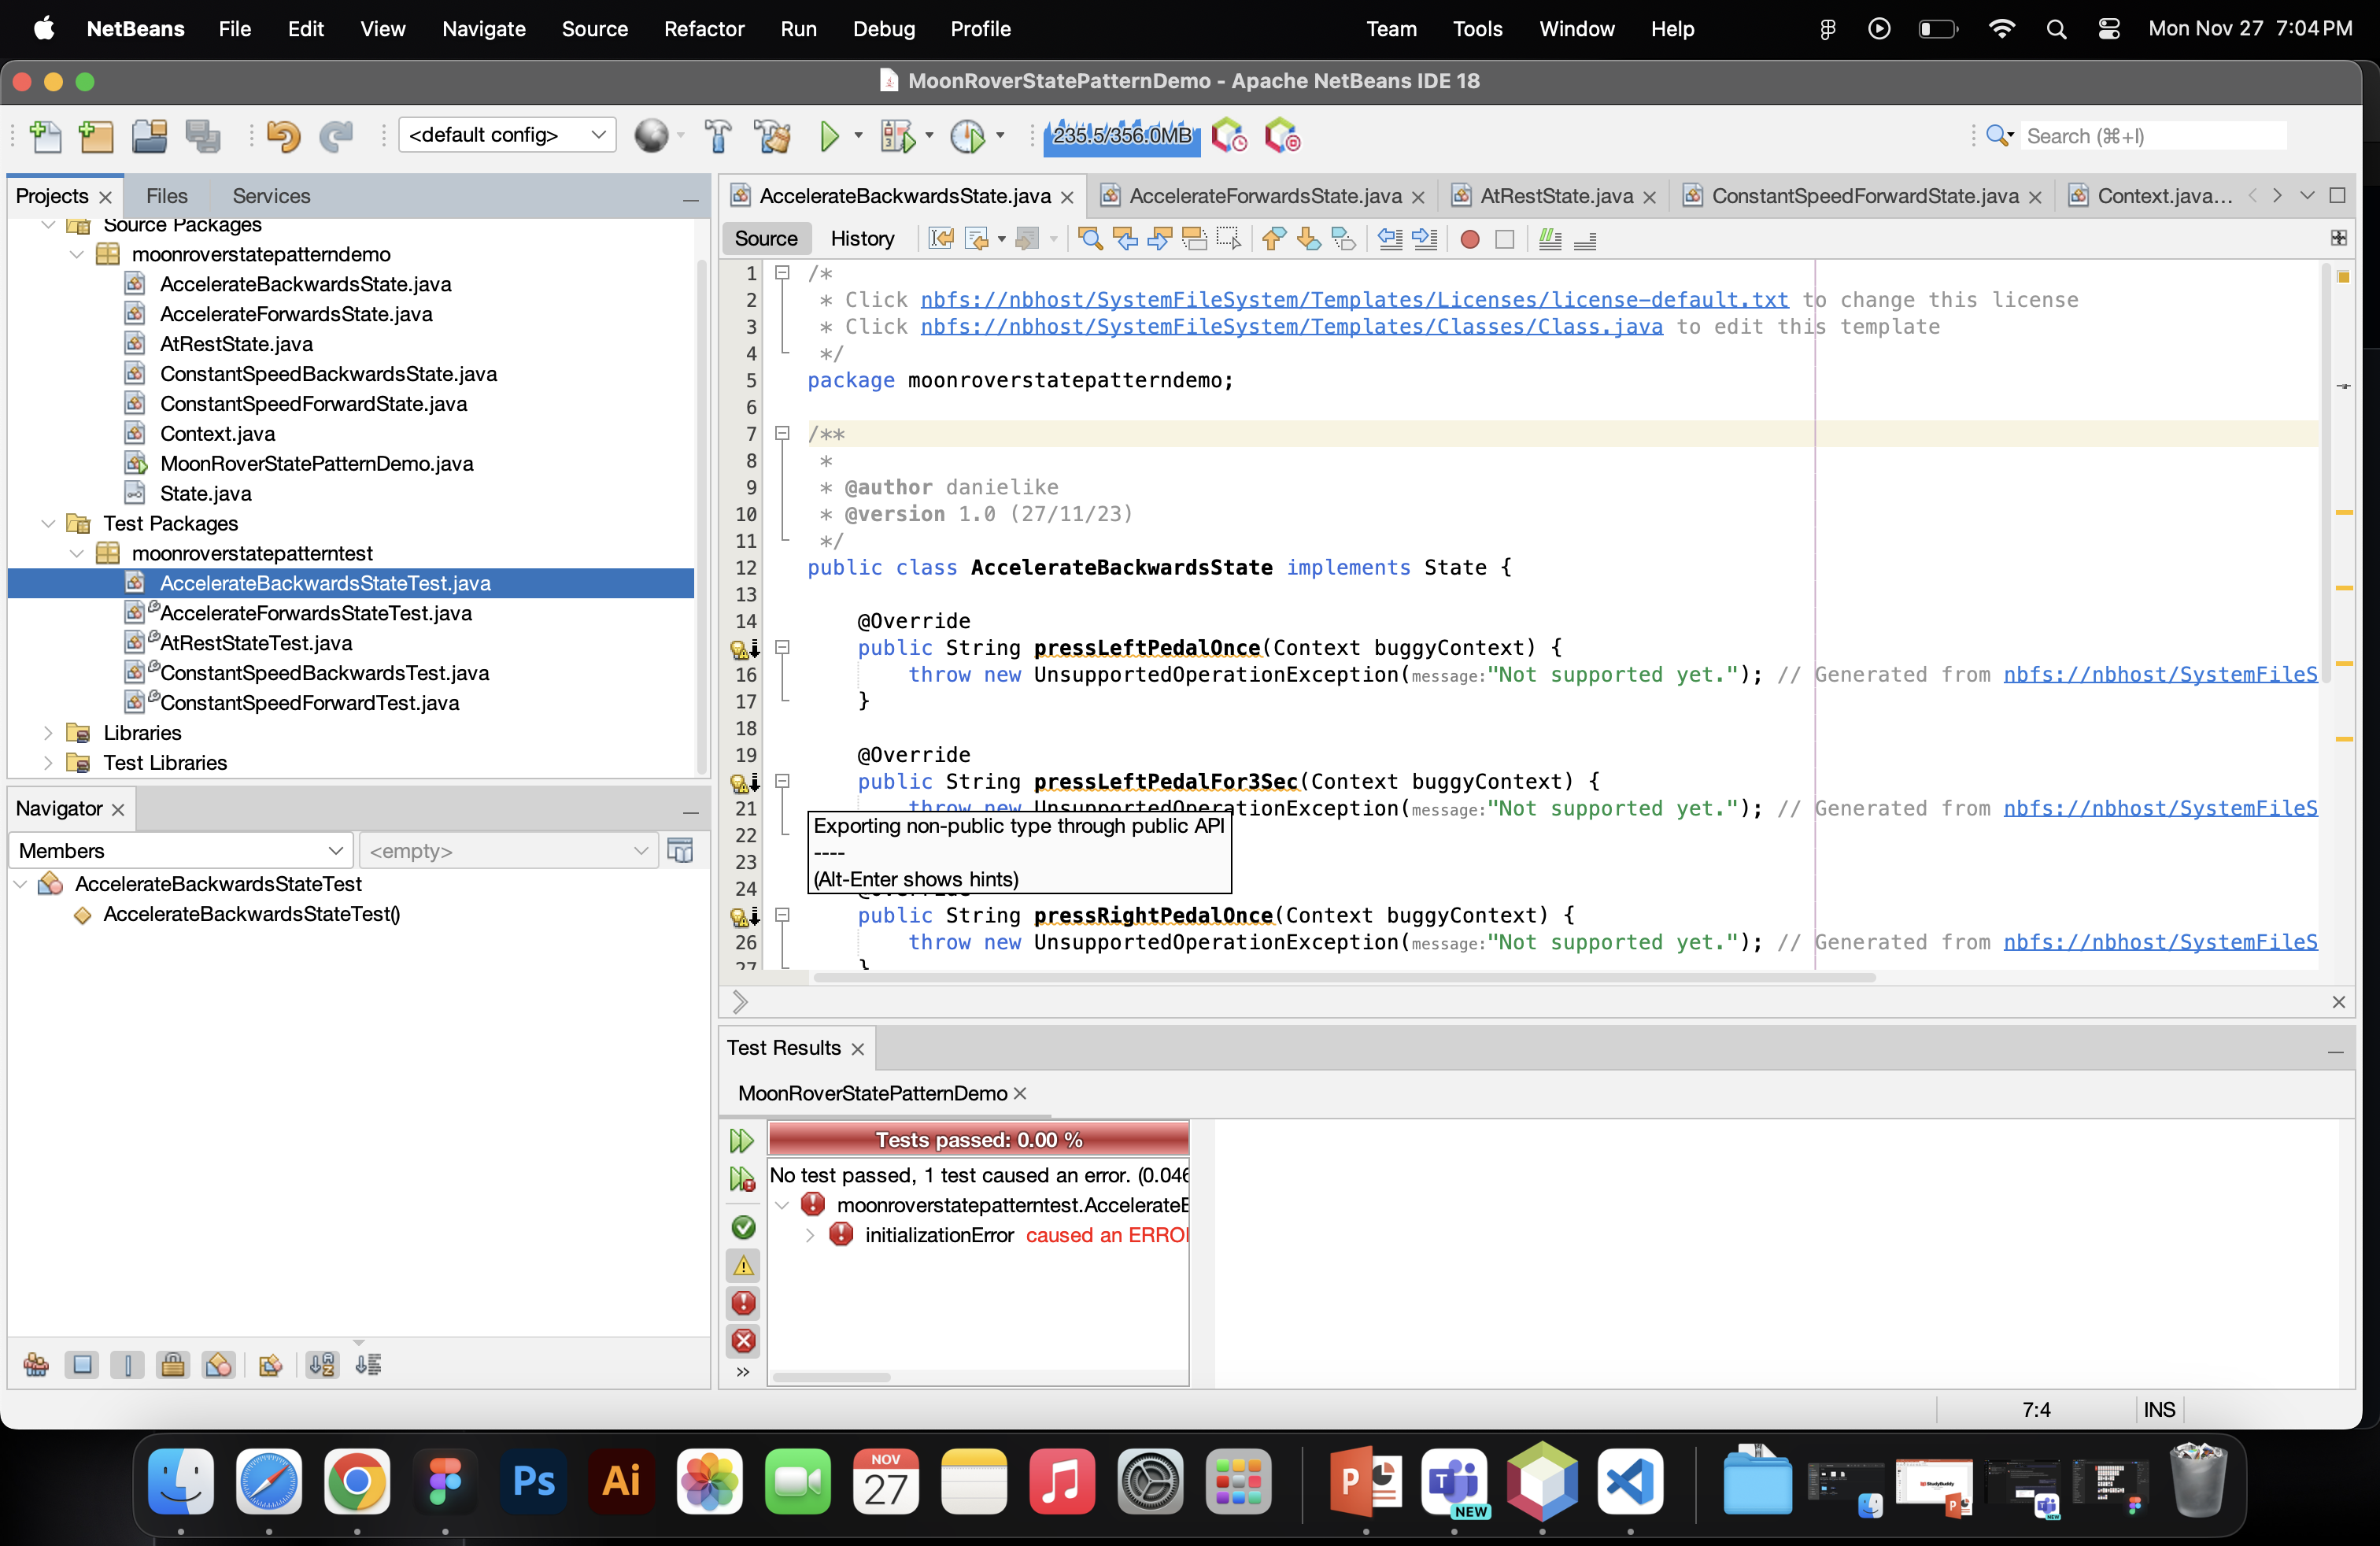 NetBeans File Edit View Navigate Source Refactor Run Debug Profile Team Tools Window Help Mon Nov 27 7:04 PM
MoonRoverStatePatternDemo - Apache NetBeans IDE 18
<default config> 235.5/356.0MB Search (⌘+I)
Projects Files Services
Source Packages
moonroverstatepatterndemo
AccelerateBackwardsState.java
AccelerateForwardsState.java
AtRestState.java
ConstantSpeedBackwardsState.java
ConstantSpeedForwardState.java
Context.java
MoonRoverStatePatternDemo.java
State.java
Test Packages
moonroverstatepatterntest
AccelerateBackwardsStateTest.java
AccelerateForwardsStateTest.java
AtRestStateTest.java
ConstantSpeedBackwardsTest.java
ConstantSpeedForwardTest.java
Libraries
Test Libraries
Navigator
Members <empty>
AccelerateBackwardsStateTest
AccelerateBackwardsStateTest()
AccelerateBackwardsState.java AccelerateForwardsState.java AtRestState.java ConstantSpeedForwardState.java Context.java...
Source History
1 /*
2 * Click nbfs://nbhost/SystemFileSystem/Templates/Licenses/license-default.txt to change this license
3 * Click nbfs://nbhost/SystemFileSystem/Templates/Classes/Class.java to edit this template
4 */
5 package moonroverstatepatterndemo;
6
7 /**
8 *
9 * @author danielike
10 * @version 1.0 (27/11/23)
11 */
12 public class AccelerateBackwardsState implements State {
13
14 @Override
public String pressLeftPedalOnce(Context buggyContext) {
16 throw new UnsupportedOperationException(message:"Not supported yet."); // Generated from nbfs://nbhost/SystemFileS
17 }
18
19 @Override
public String pressLeftPedalFor3Sec(Context buggyContext) {
21 throw new UnsupportedOperationException(message:"Not supported yet."); // Generated from nbfs://nbhost/SystemFileS
22
23
24 @Override
Exporting non-public type through public API
----
(Alt-Enter shows hints)
public String pressRightPedalOnce(Context buggyContext) {
26 throw new UnsupportedOperationException(message:"Not supported yet."); // Generated from nbfs://nbhost/SystemFileS
27 }
Test Results
MoonRoverStatePatternDemo
Tests passed: 0.00 %
No test passed, 1 test caused an error. (0.046
moonroverstatepatterntest.AccelerateB
initializationError caused an ERROR
7:4 INS
Ps Ai NOV 27 P T NEW
StudyBuddy